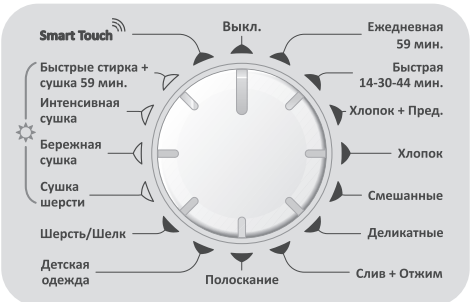 Smart Touch
Выкл.
Ежедневная
59 мин.
Быстрые стирка +
сушка 59 мин.
Быстрая
14-30-44 мин.
Интенсивная
сушка
Хлопок + Пред.
Бережная
сушка
Хлопок
Сушка
шерсти
Смешанные
Шерсть/Шелк
Деликатные
Детская
одежда
Полоскание
Слив + Отжим